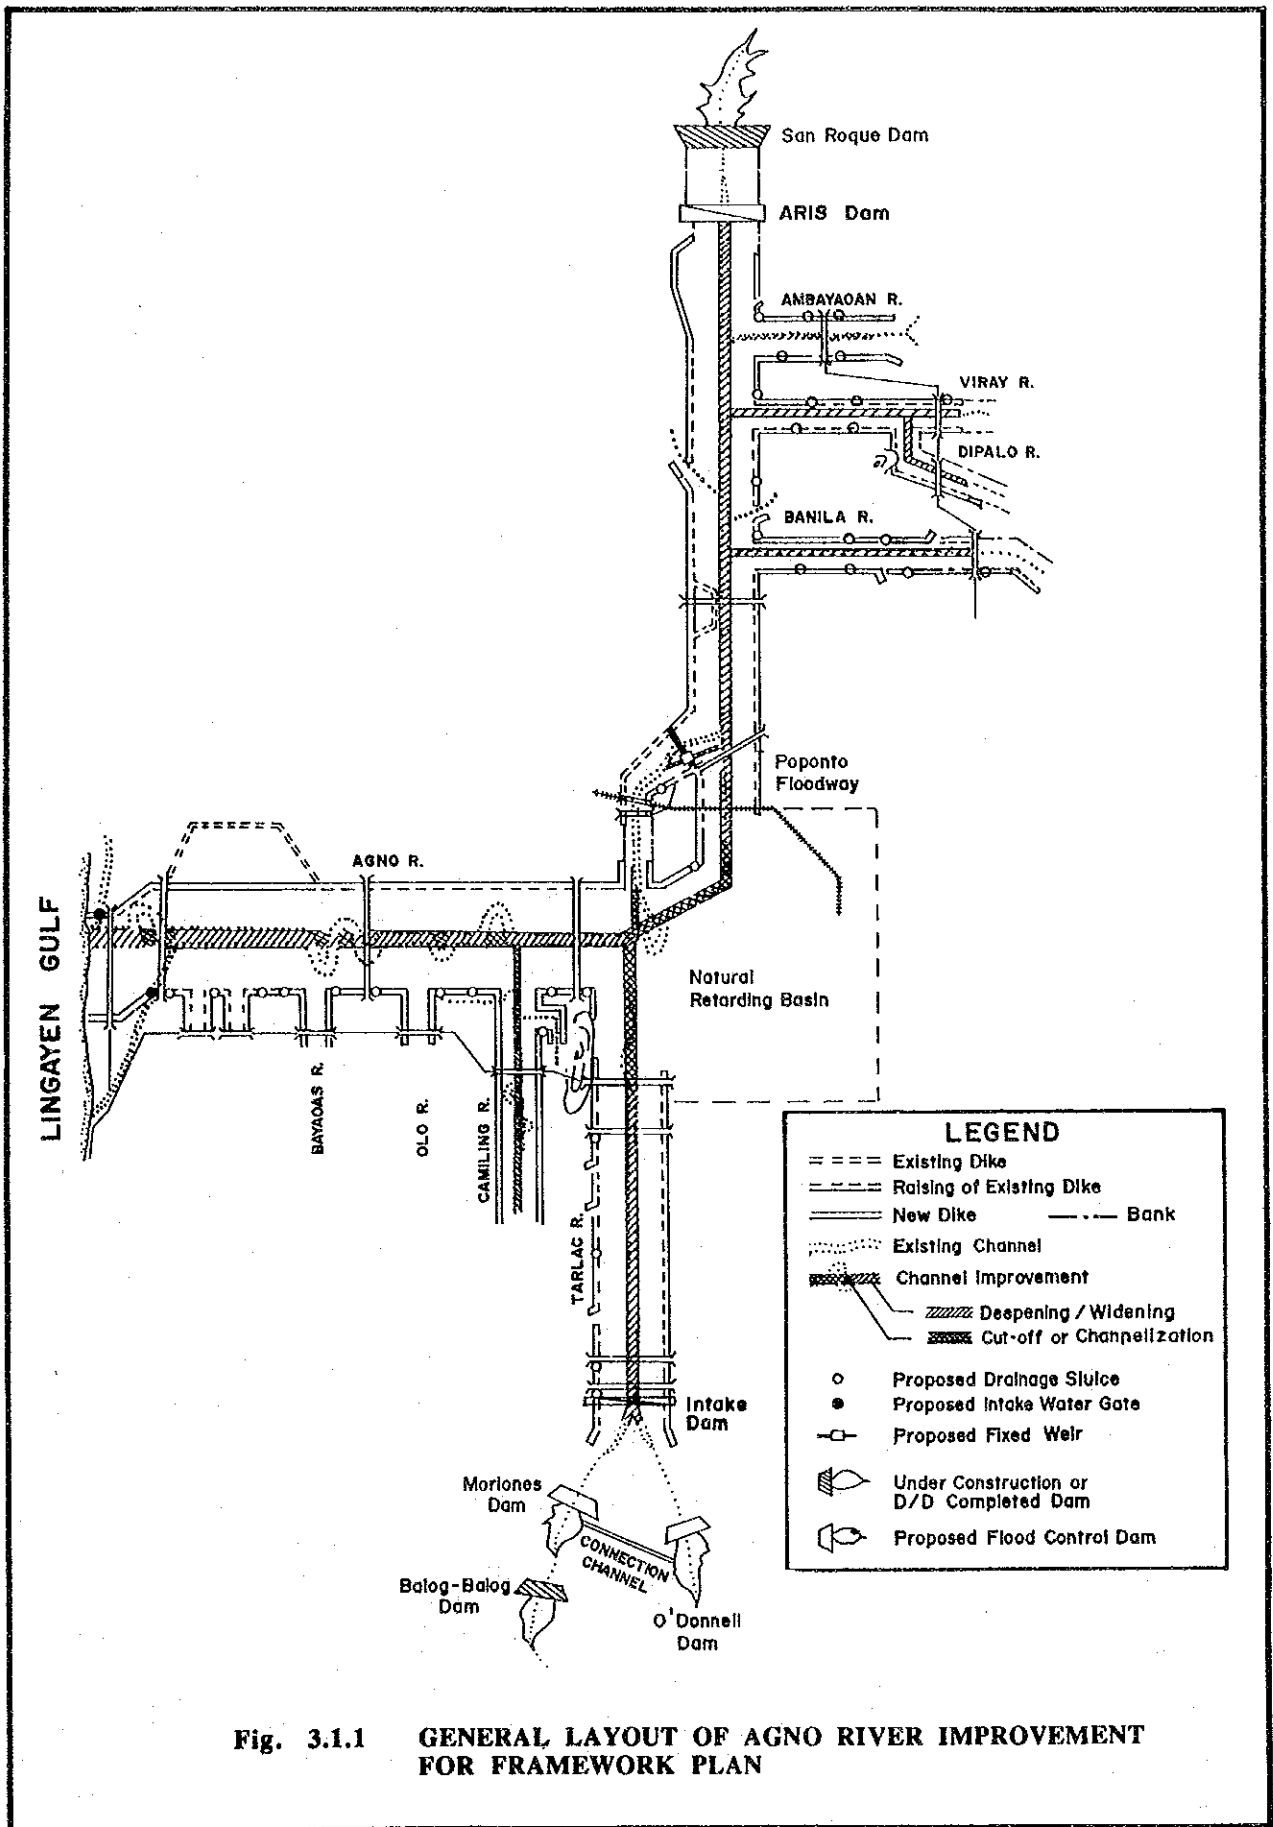 San Roque Dam
ARIS Dam
AMBAYAOAN R.
VIRAY R.
DIPALO R.
BANILA R.
Poponto
Floodway
AGNO R.
LINGAYEN GULF
Natural
Retarding Basin
BAYAOAS R.
OLO R.
CAMILING R.
TARLAC R.
Intake
Dam
Moriones
Dam
CONNECTION
CHANNEL
Balog-Balog
Dam
O'Donnell
Dam
LEGEND
Existing Dike
Raising of Existing Dike
New Dike Bank
Existing Channel
Channel Improvement
Deepening / Widening
Cut-off or Channelization
Proposed Drainage Sluice
Proposed Intake Water Gate
Proposed Fixed Weir
Under Construction or
D/D Completed Dam
Proposed Flood Control Dam
Fig. 3.1.1 GENERAL LAYOUT OF AGNO RIVER IMPROVEMENT
FOR FRAMEWORK PLAN